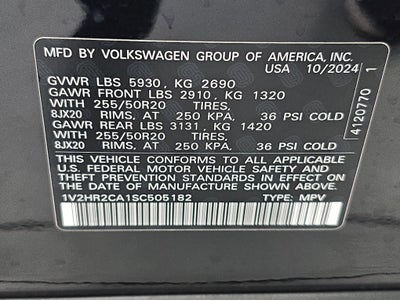 MFD BY VOLKSWAGEN GROUP OF AMERICA, INC.
USA 10/2024
GVWR LBS 5930, KG 2690
GAWR FRONT LBS 2910, KG 1320
WITH 255/50R20 TIRES,
8JX20 RIMS, AT 250 KPA, 36 PSI COLD
GAWR REAR LBS 3131, KG 1420
WITH 255/50R20 TIRES,
8JX20 RIMS, AT 250 KPA, 36 PSI COLD
THIS VEHICLE CONFORMS TO ALL APPLICABLE
U.S. FEDERAL MOTOR VEHICLE SAFETY
STANDARDS IN EFFECT ON THE
DATE OF MANUFACTURE SHOWN ABOVE.
1V2HR2CA1SC505182 TYPE: MPV
4120770 1